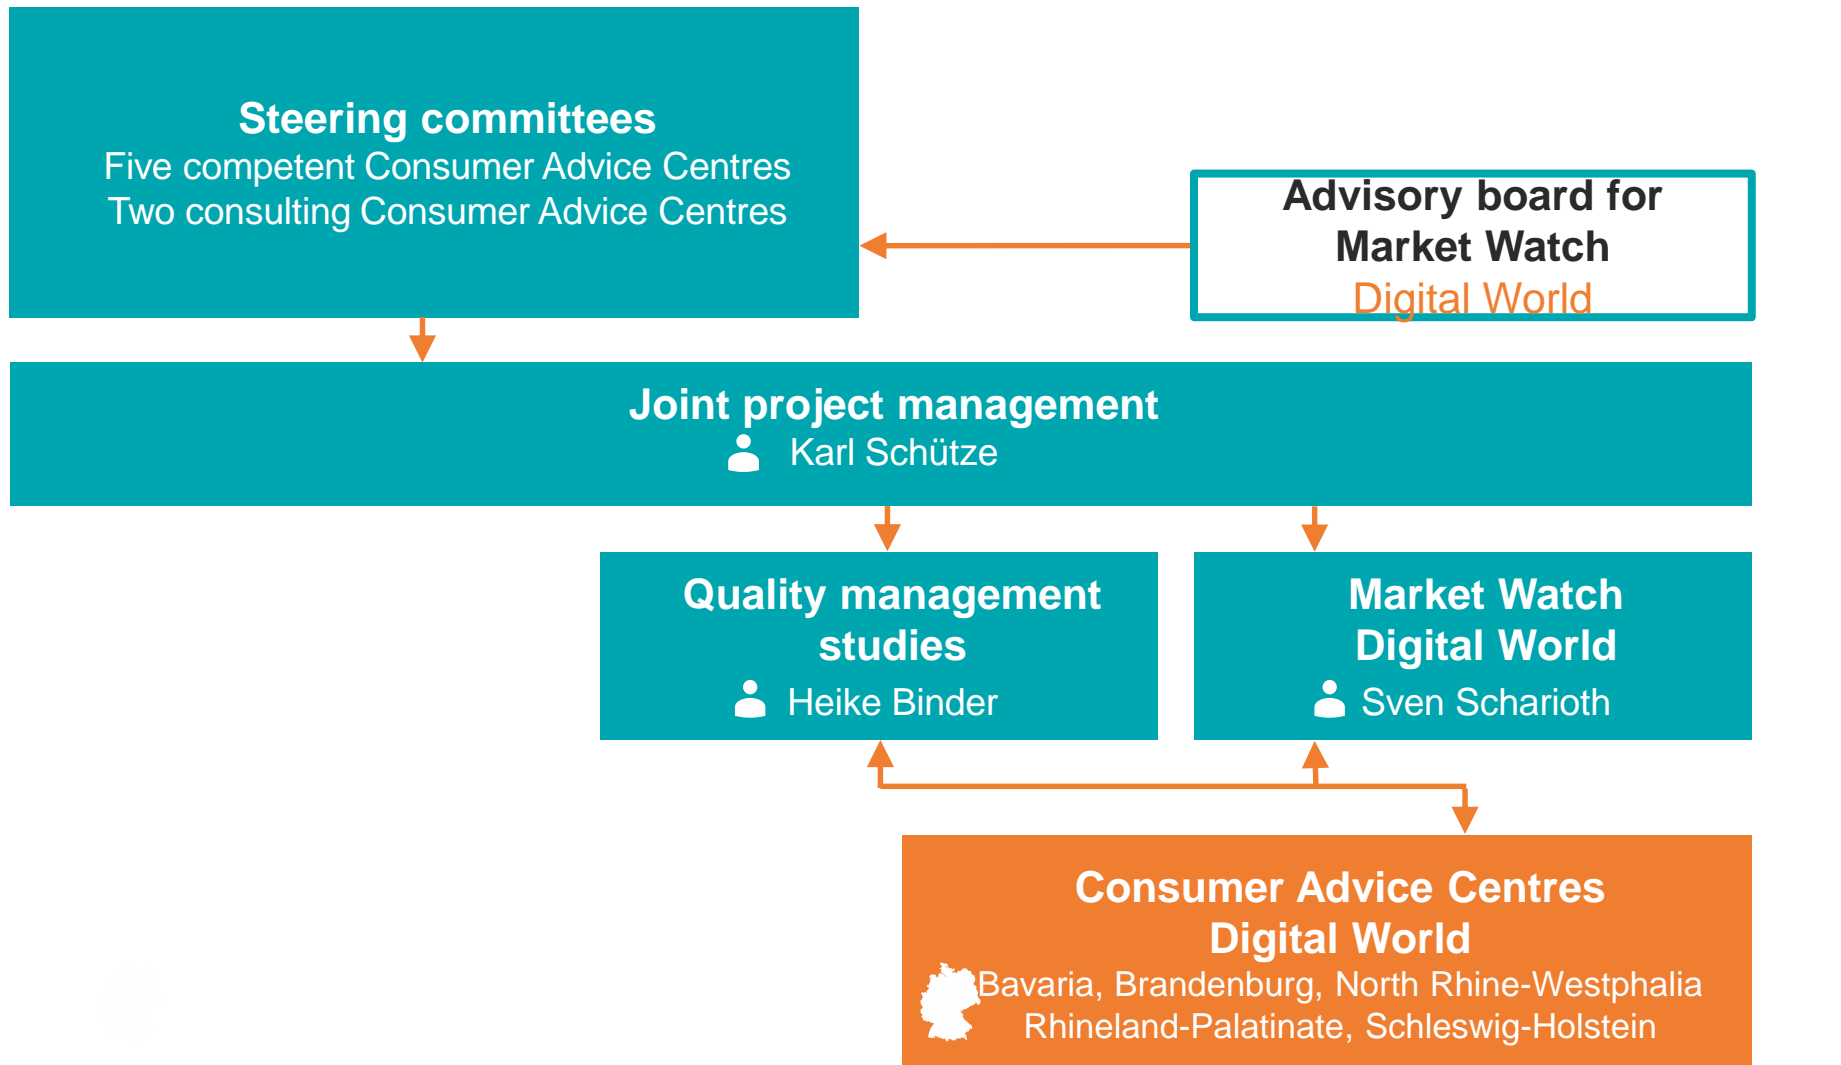 Steering committees
Five competent Consumer Advice Centres
Two consulting Consumer Advice Centres
Advisory board for
Market Watch
Digital World
Joint project management
Karl Schütze
Quality management
studies
Heike Binder
Market Watch
Digital World
Sven Scharioth
Consumer Advice Centres
Digital World
Bavaria, Brandenburg, North Rhine-Westphalia
Rhineland-Palatinate, Schleswig-Holstein